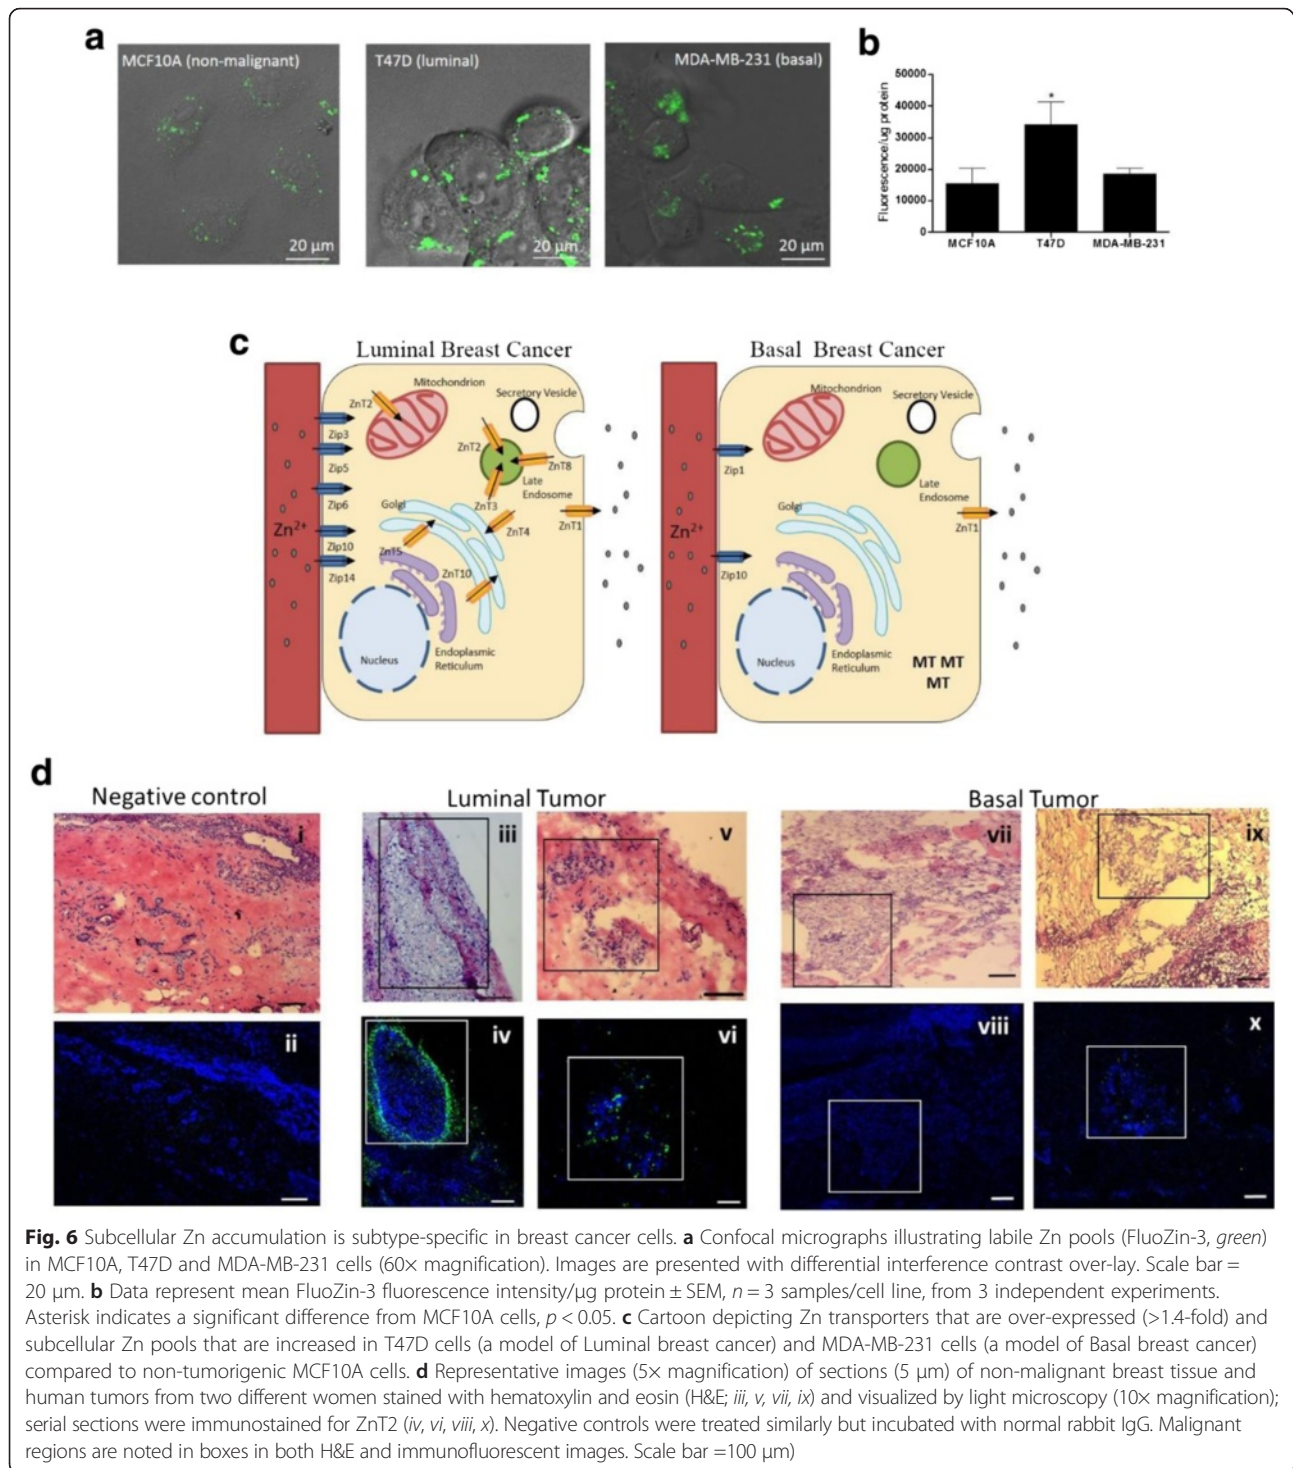 a
MCF10A (non-malignant)
20 µm
T47D (luminal)
20 µm
MDA-MB-231 (basal)
20 µm
b
Fluorescence/ug protein
50000
40000
30000
20000
10000
0
*
MCF10A
T47D
MDA-MB-231
c
Luminal Breast Cancer
Zn2+
Zip3
Zip5
Zip6
Zip10
Zip14
ZnT2
Mitochondrion
Secretory Vesicle
ZnT2
ZnT8
Late
Endosome
ZnT3
Golgi
ZnT4
ZnT1
ZnT5
ZnT10
Nucleus
Endoplasmic
Reticulum
Basal Breast Cancer
Zn2+
Zip1
Zip10
Mitochondrion
Secretory Vesicle
Late
Endosome
Golgi
ZnT1
Nucleus
Endoplasmic
Reticulum
MT MT
MT
d
Negative control
Luminal Tumor
Basal Tumor
i
iii
v
vii
ix
ii
iv
vi
viii
x
Fig. 6 Subcellular Zn accumulation is subtype-specific in breast cancer cells. a Confocal micrographs illustrating labile Zn pools (FluoZin-3, green)
in MCF10A, T47D and MDA-MB-231 cells (60× magnification). Images are presented with differential interference contrast over-lay. Scale bar =
20 µm. b Data represent mean FluoZin-3 fluorescence intensity/µg protein ± SEM, n = 3 samples/cell line, from 3 independent experiments.
Asterisk indicates a significant difference from MCF10A cells, p < 0.05. c Cartoon depicting Zn transporters that are over-expressed (>1.4-fold) and
subcellular Zn pools that are increased in T47D cells (a model of Luminal breast cancer) and MDA-MB-231 cells (a model of Basal breast cancer)
compared to non-tumorigenic MCF10A cells. d Representative images (5× magnification) of sections (5 µm) of non-malignant breast tissue and
human tumors from two different women stained with hematoxylin and eosin (H&E; iii, v, vii, ix) and visualized by light microscopy (10× magnification);
serial sections were immunostained for ZnT2 (iv, vi, viii, x). Negative controls were treated similarly but incubated with normal rabbit IgG. Malignant
regions are noted in boxes in both H&E and immunofluorescent images. Scale bar =100 µm)